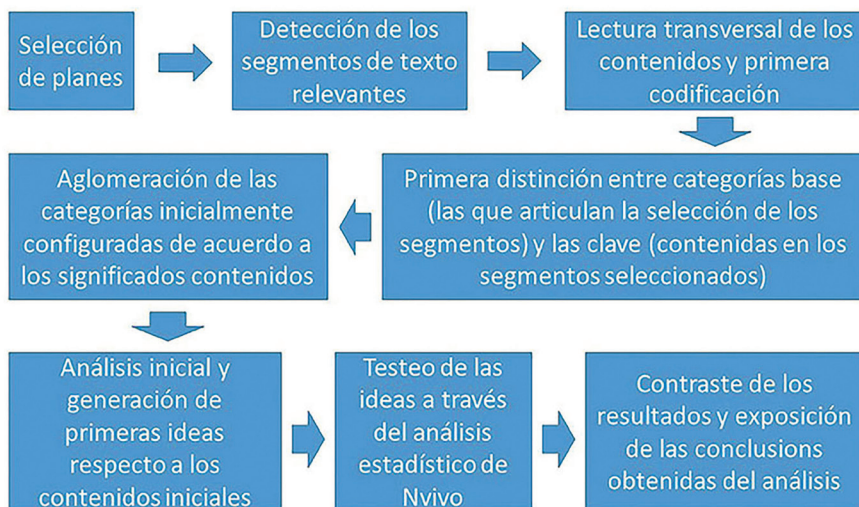 Selección
de planes
Detección de los
segmentos de texto
relevantes
Lectura transversal de los
contenidos y primera
codificación
Primera distinción entre categorías base
(las que articulan la selección de los
segmentos) y las clave (contenidas en los
segmentos seleccionados)
Aglomeración de las
categorías inicialmente
configuradas de acuerdo a
los significados contenidos
Análisis inicial y
generación de
primeras ideas
respecto a los
contenidos iniciales
Testeo de las
ideas a través
del análisis
estadístico de
Nvivo
Contraste de los
resultados y exposición
de las conclusions
obtenidas del análisis